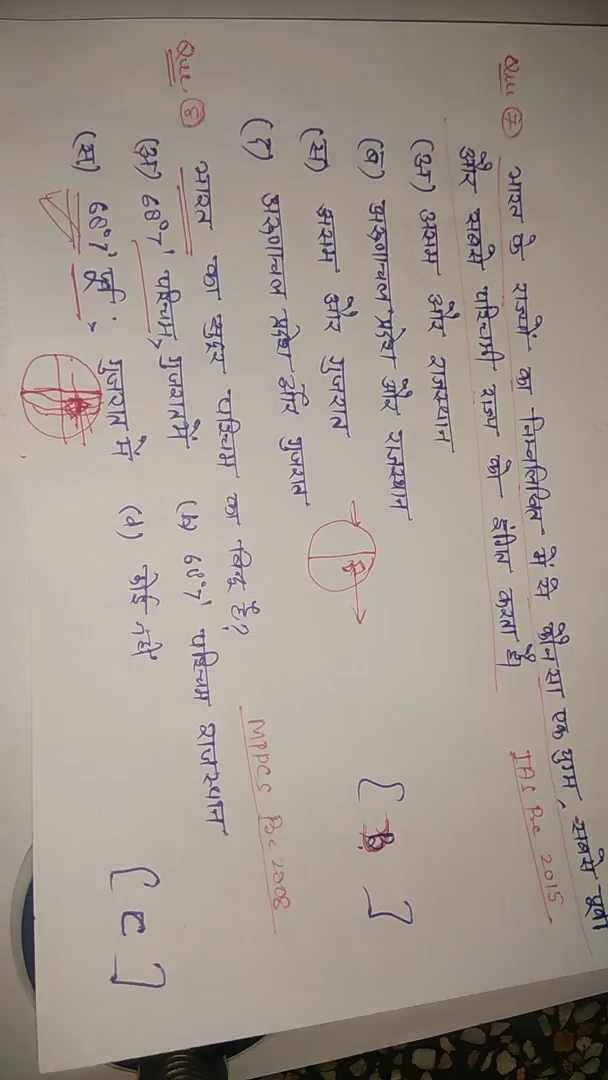 Que ⑦ भारत के राज्यों का निम्नलिखित में से कौनसा एक युग्म, सबसे पूर्वी
और सबसे पश्चिमी राज्य को इंगित करता है।
IAS Pre 2015
(अ) असम और राजस्थान
(ब) अरुणाचल प्रदेश और राजस्थान
(स) असम और गुजरात
(द) अरुणाचल प्रदेश और गुजरात
[ B ]
Que ⑧ भारत का सुदूर पश्चिम का बिन्दु है?
MPPCS Pre 2008
(अ) 68°7' पश्चिम, गुजरात में (b) 68°7' पश्चिम राजस्थान
(स) 68°7' पूर्व, गुजरात में (d) कोई नहीं
[ C ]